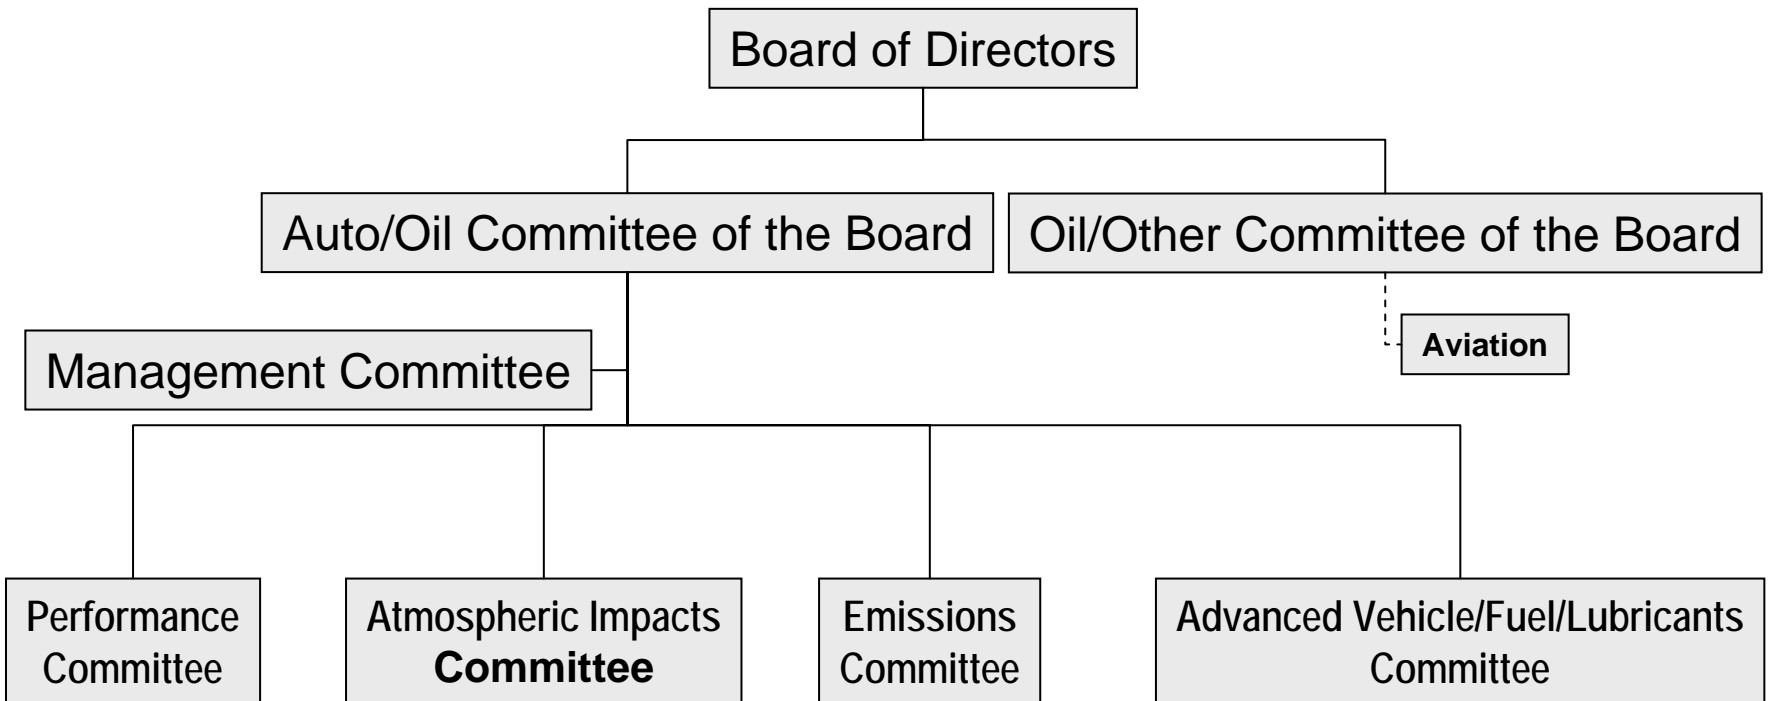 Board of Directors
Auto/Oil Committee of the Board
Oil/Other Committee of the Board
Aviation
Management Committee
Performance
Committee
Atmospheric Impacts
Committee
Emissions
Committee
Advanced Vehicle/Fuel/Lubricants
Committee